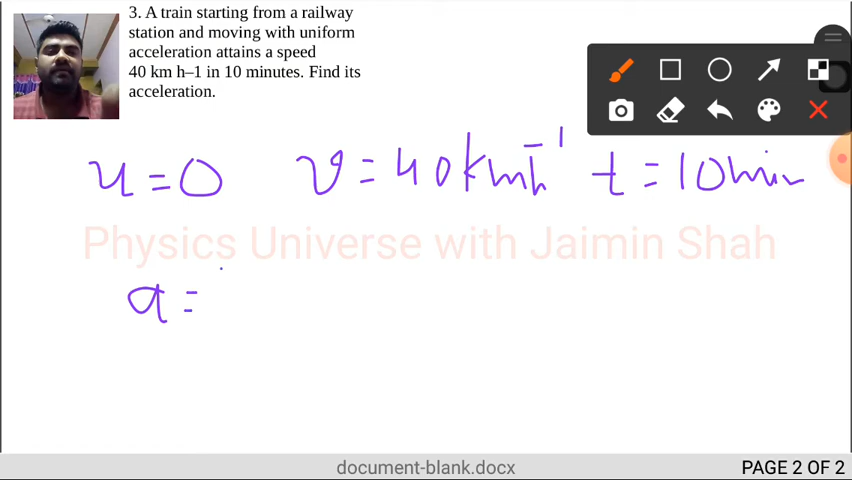 3. A train starting from a railway
station and moving with uniform
acceleration attains a speed
40 km h–1 in 10 minutes. Find its
acceleration.
u = 0 v = 40 km h⁻¹ t = 10 min
Physics Universe with Jaimin Shah
a =
document-blank.docx PAGE 2 OF 2